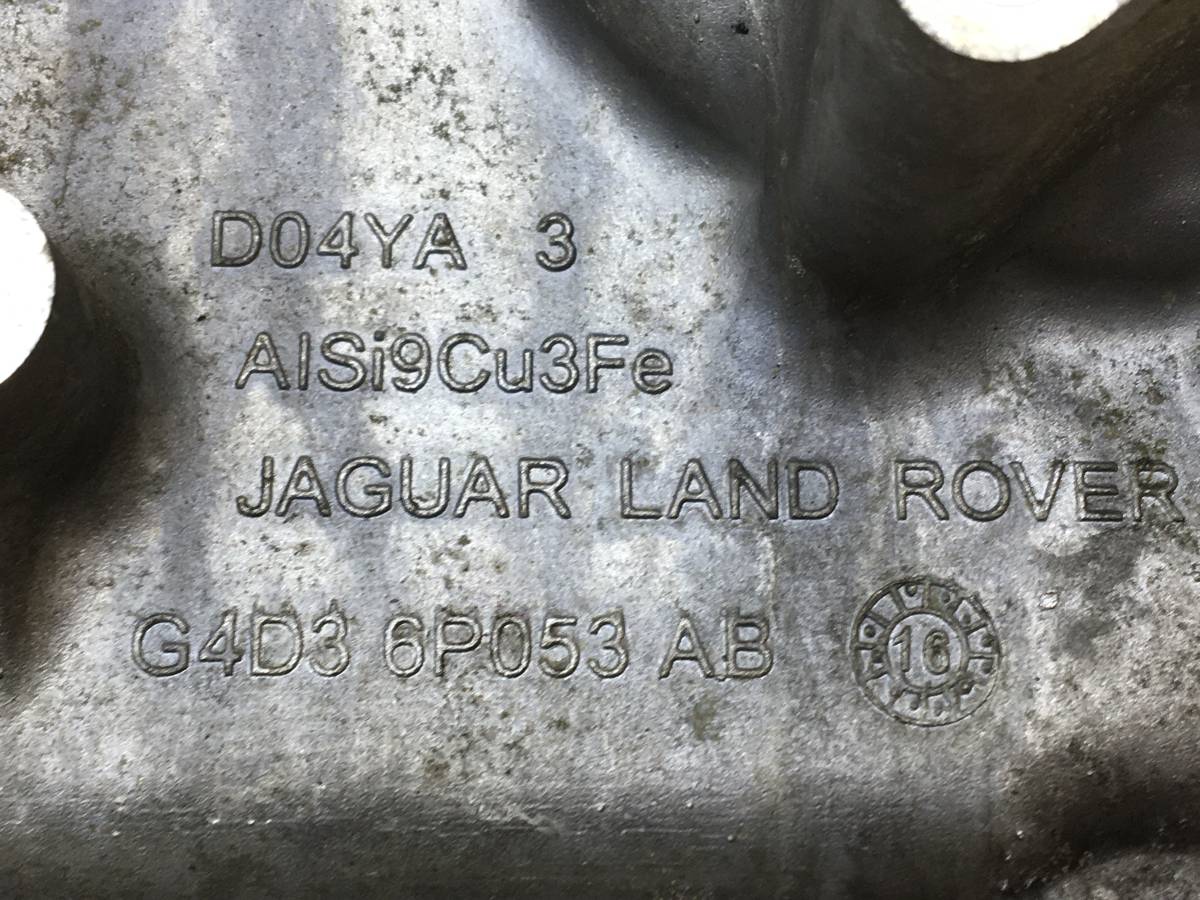 D04YA 3
AlSi9Cu3Fe
JAGUAR LAND ROVER
G4D3 6P053 AB 16